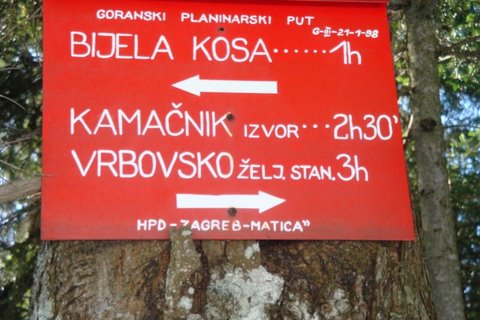 GORANSKI PLANINARSKI PUT
G-III-21-1-98
BIJELA KOSA······1h
KAMAČNIK IZVOR···2h30'
VRBOVSKO ŽELJ. STAN. 3h
HPD-"ZAGREB-MATICA"